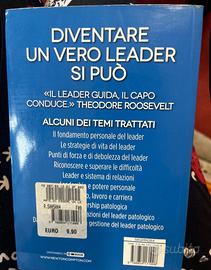 DIVENTARE
UN VERO LEADER
SI PUÒ
«IL LEADER GUIDA, IL CAPO
CONDUCE.» THEODORE ROOSEVELT
ALCUNI DEI TEMI TRATTATI
Il fondamento personale del leader
Le strategie di vita del leader
Punti di forza e di debolezza del leader
Riconoscere e superare le difficoltà
Leader e sistema di relazioni
e potere personale
lavoro e carriera
leadership patologica
relazioni del leader patologico
gestione del leader patologico
EURO 9,90
WWW.NEWTONCOMPTON.COM